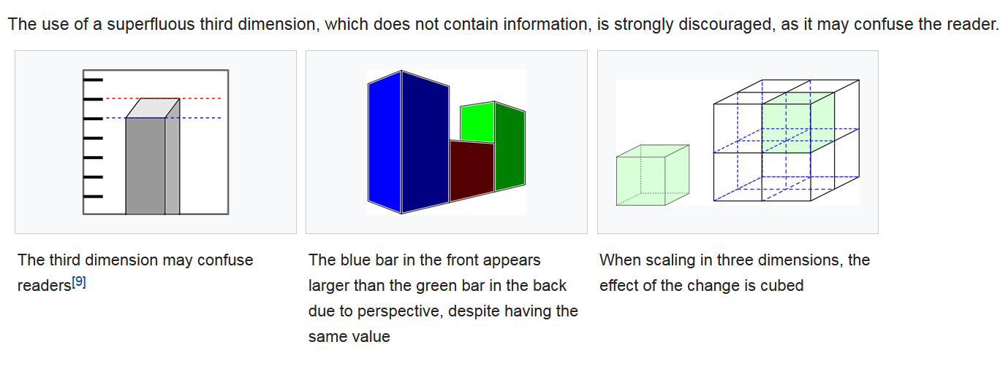 The use of a superfluous third dimension, which does not contain information, is strongly discouraged, as it may confuse the reader.
The third dimension may confuse
readers[9]
The blue bar in the front appears
larger than the green bar in the back
due to perspective, despite having the
same value
When scaling in three dimensions, the
effect of the change is cubed